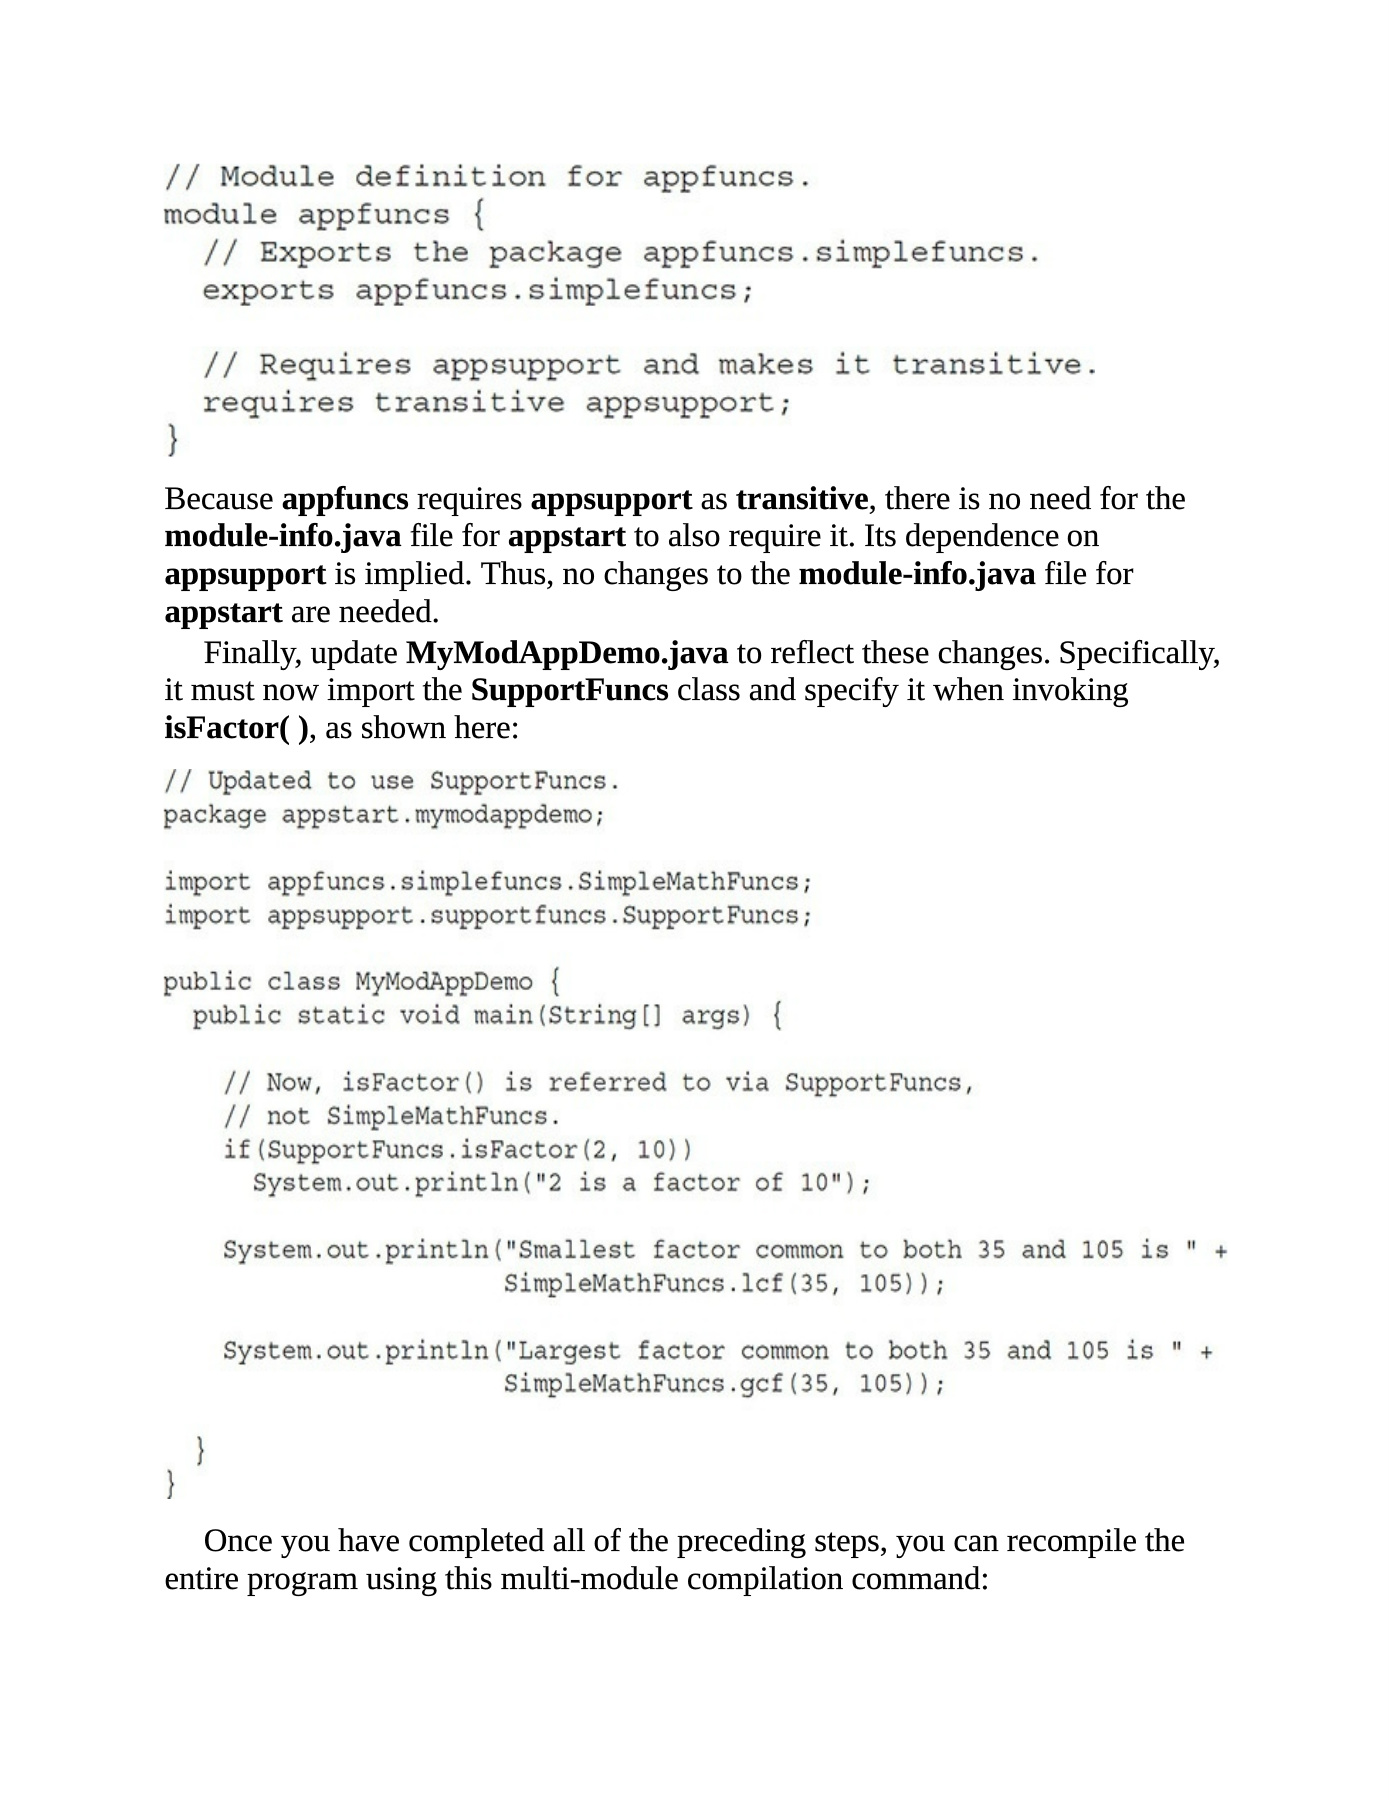 // Module definition for appfuncs.
module appfuncs {
  // Exports the package appfuncs.simplefuncs.
  exports appfuncs.simplefuncs;

  // Requires appsupport and makes it transitive.
  requires transitive appsupport;
}
Because appfuncs requires appsupport as transitive, there is no need for the
module-info.java file for appstart to also require it. Its dependence on
appsupport is implied. Thus, no changes to the module-info.java file for
appstart are needed.
Finally, update MyModAppDemo.java to reflect these changes. Specifically,
it must now import the SupportFuncs class and specify it when invoking
isFactor( ), as shown here:
// Updated to use SupportFuncs.
package appstart.mymodappdemo;

import appfuncs.simplefuncs.SimpleMathFuncs;
import appsupport.supportfuncs.SupportFuncs;

public class MyModAppDemo {
  public static void main(String[] args) {

    // Now, isFactor() is referred to via SupportFuncs,
    // not SimpleMathFuncs.
    if(SupportFuncs.isFactor(2, 10))
      System.out.println("2 is a factor of 10");

    System.out.println("Smallest factor common to both 35 and 105 is " +
                       SimpleMathFuncs.lcf(35, 105));

    System.out.println("Largest factor common to both 35 and 105 is " +
                       SimpleMathFuncs.gcf(35, 105));

  }
}
Once you have completed all of the preceding steps, you can recompile the
entire program using this multi-module compilation command: